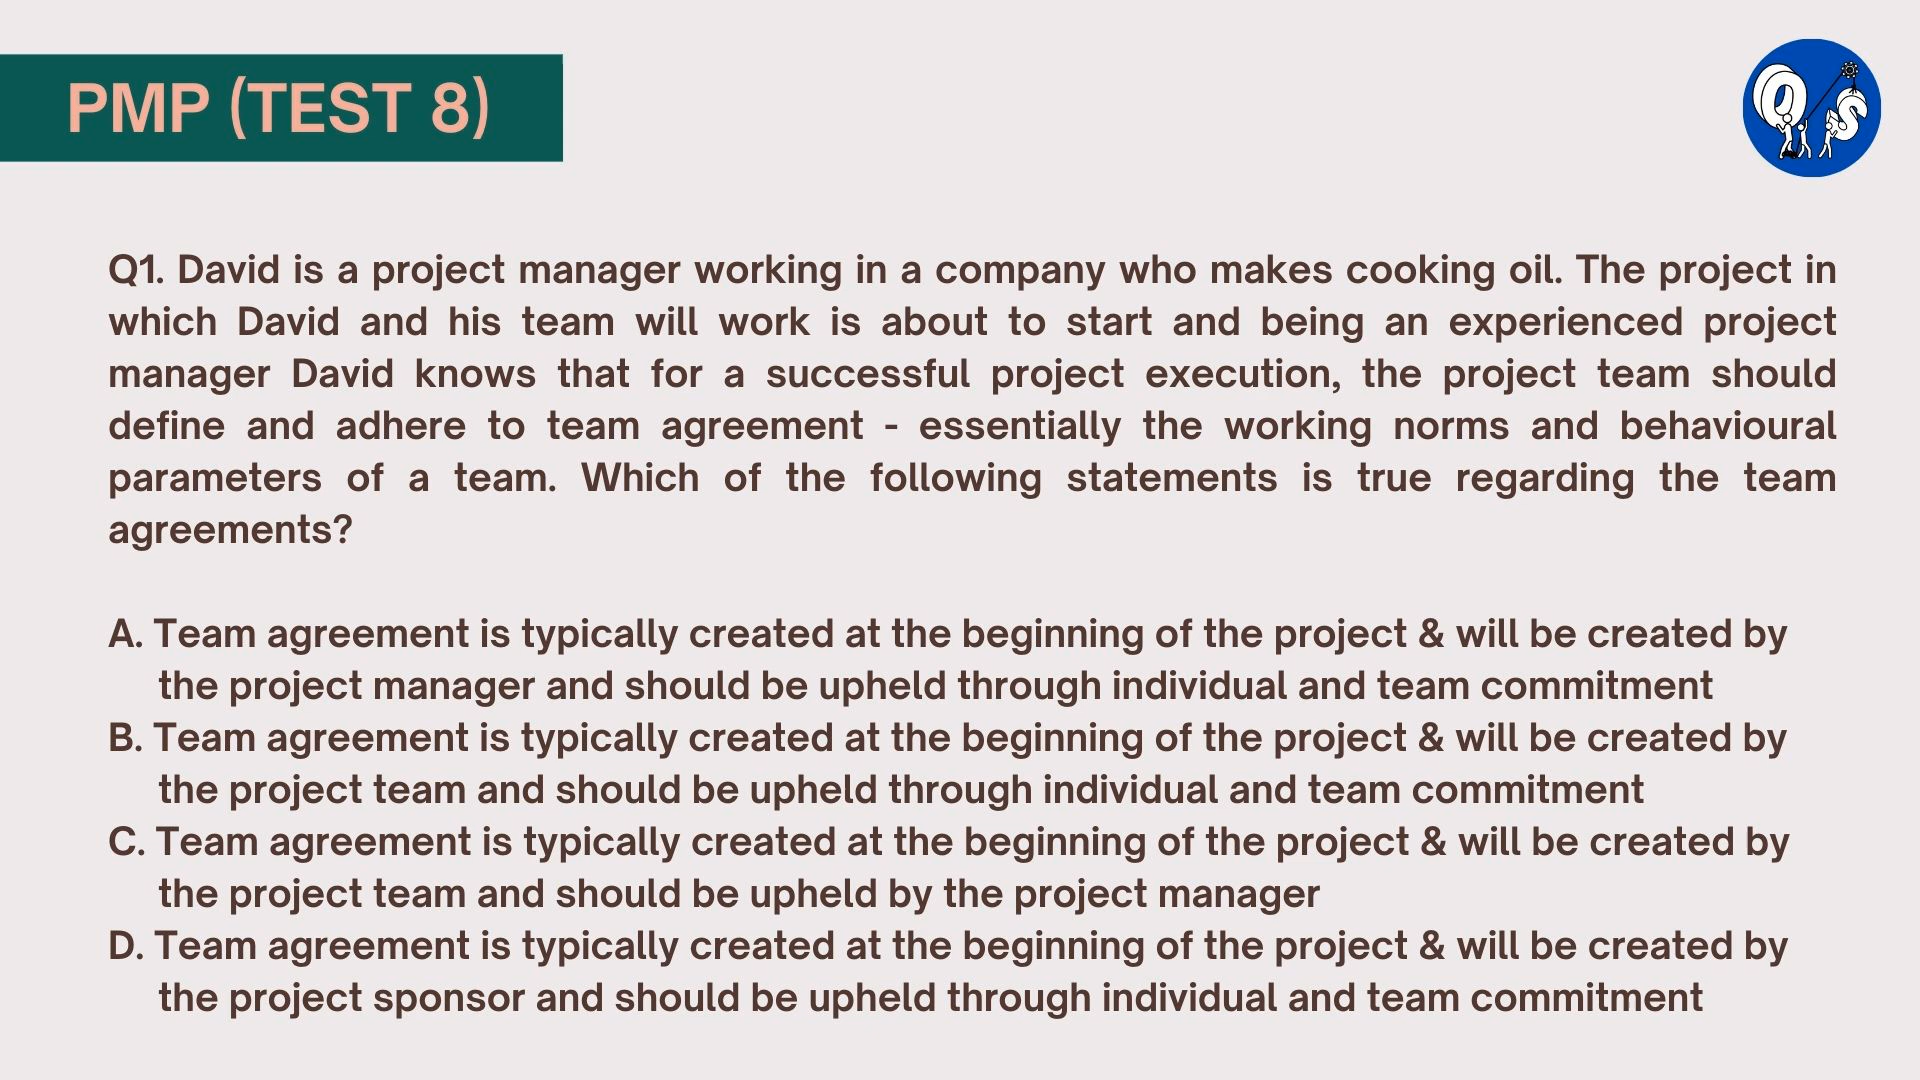 PMP (TEST 8)
Q S
Q1. David is a project manager working in a company who makes cooking oil. The project in
which David and his team will work is about to start and being an experienced project
manager David knows that for a successful project execution, the project team should
define and adhere to team agreement - essentially the working norms and behavioural
parameters of a team. Which of the following statements is true regarding the team
agreements?
A. Team agreement is typically created at the beginning of the project & will be created by
the project manager and should be upheld through individual and team commitment
B. Team agreement is typically created at the beginning of the project & will be created by
the project team and should be upheld through individual and team commitment
C. Team agreement is typically created at the beginning of the project & will be created by
the project team and should be upheld by the project manager
D. Team agreement is typically created at the beginning of the project & will be created by
the project sponsor and should be upheld through individual and team commitment